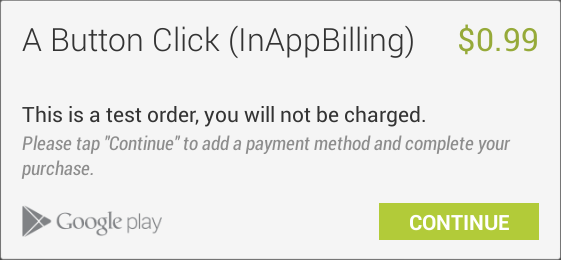 A Button Click (InAppBilling) $0.99
This is a test order, you will not be charged.
Please tap "Continue" to add a payment method and complete your
purchase.
Google play CONTINUE